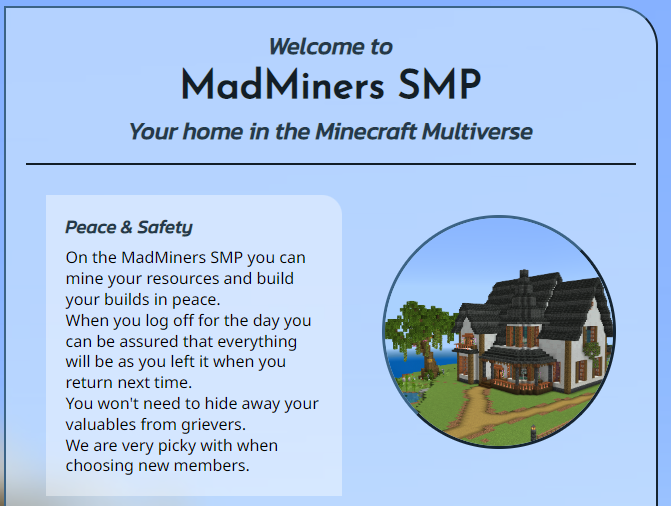 Welcome to
MadMiners SMP
Your home in the Minecraft Multiverse
Peace & Safety
On the MadMiners SMP you can
mine your resources and build
your builds in peace.
When you log off for the day you
can be assured that everything
will be as you left it when you
return next time.
You won't need to hide away your
valuables from grievers.
We are very picky with when
choosing new members.